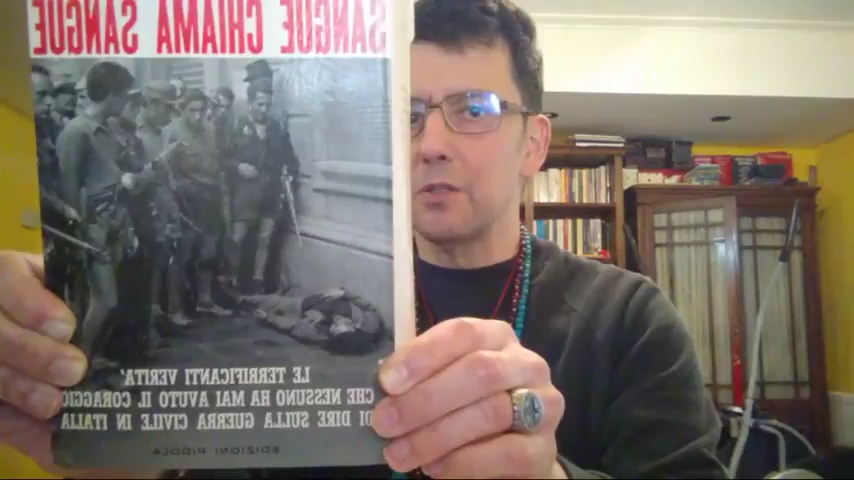 SANGUE CHIAMA SANGUE
LE TERRIFICANTI VERITA'
CHE NESSUNO HA MAI AVUTO IL CORAGGIO
DI DIRE SULLA GUERRA CIVILE IN ITALIA
EDIZIONI PIDOLA